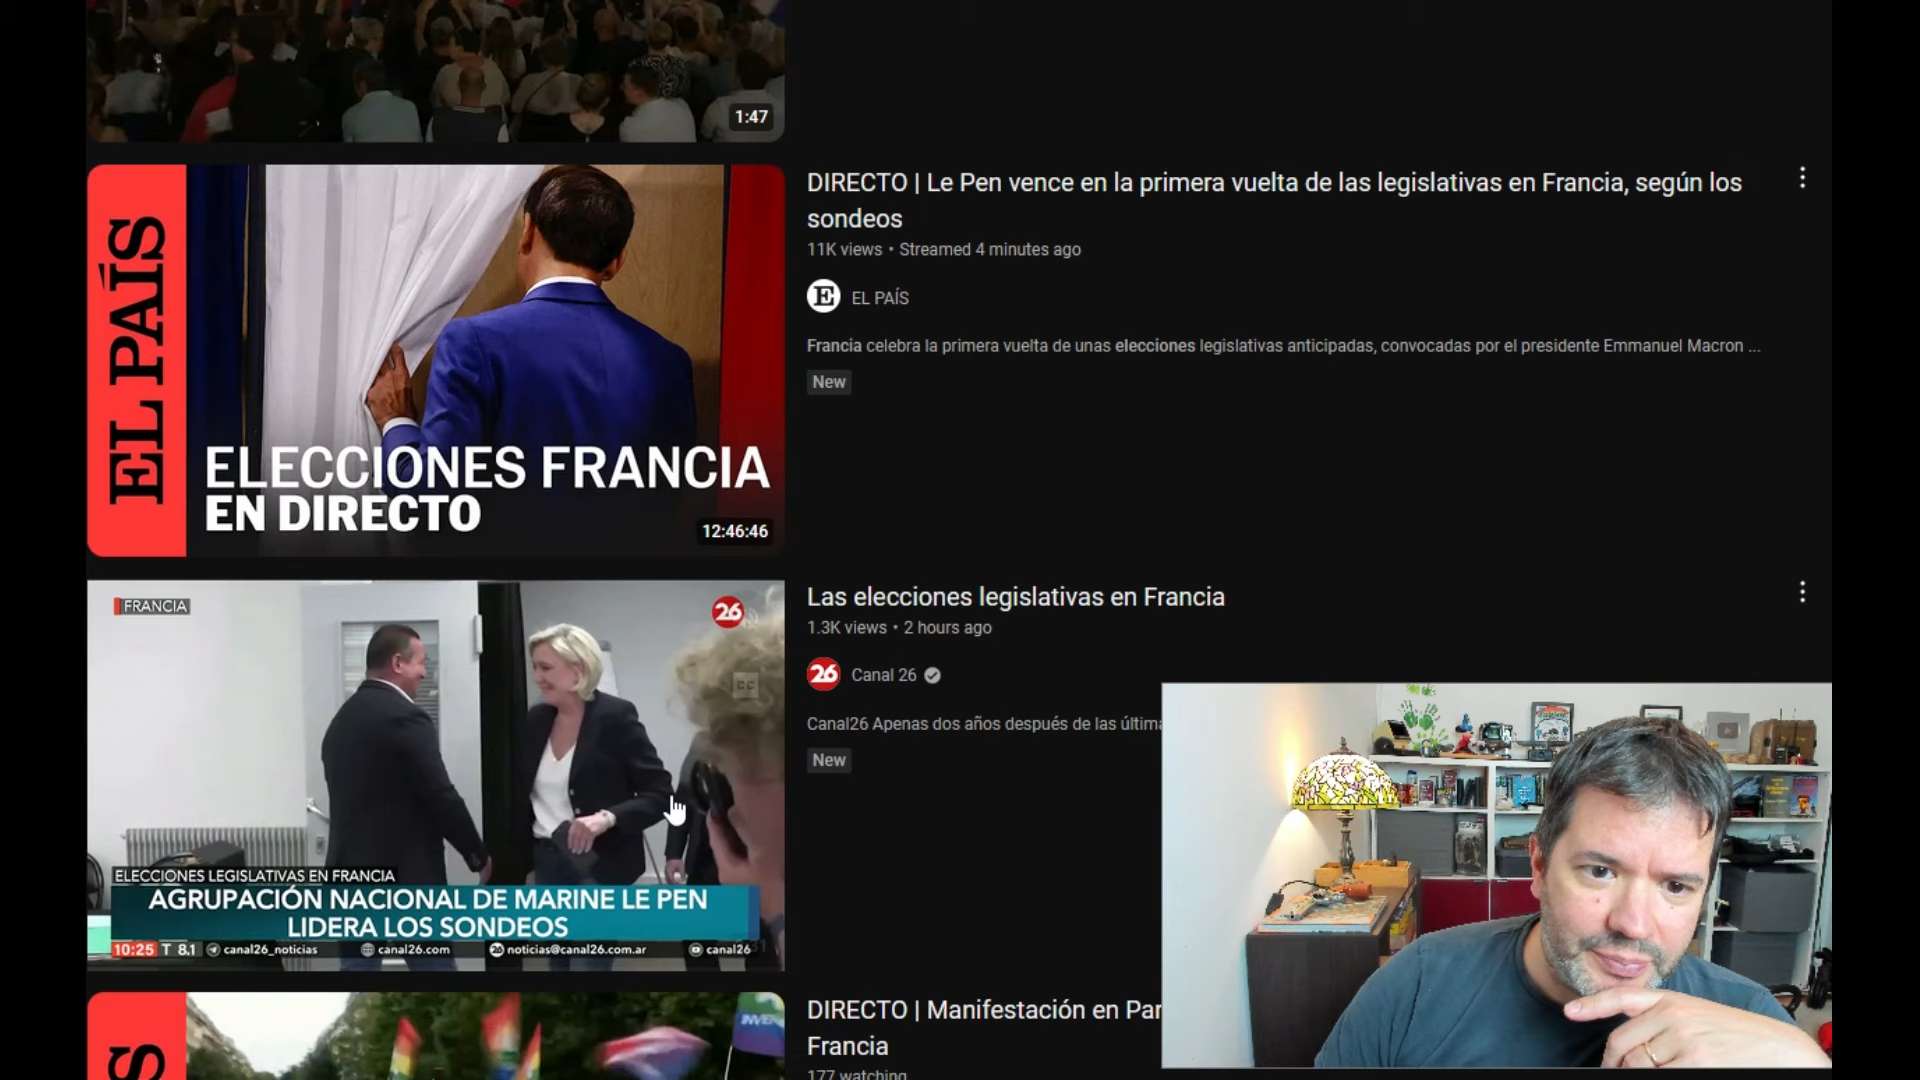 1:47
DIRECTO | Le Pen vence en la primera vuelta de las legislativas en Francia, según los
sondeos
11K views • Streamed 4 minutes ago
E EL PAÍS
Francia celebra la primera vuelta de unas elecciones legislativas anticipadas, convocadas por el presidente Emmanuel Macron ...
New
EL PAÍS
ELECCIONES FRANCIA
EN DIRECTO
12:46:46
FRANCIA
26
CC
ELECCIONES LEGISLATIVAS EN FRANCIA
AGRUPACIÓN NACIONAL DE MARINE LE PEN
LIDERA LOS SONDEOS
10:25 T 8.1 canal26_noticias canal26.com noticias@canal26.com.ar canal26
Las elecciones legislativas en Francia
1.3K views • 2 hours ago
26 Canal 26
Canal26 Apenas dos años después de las última
New
S
DIRECTO | Manifestación en Par
Francia
177 watching